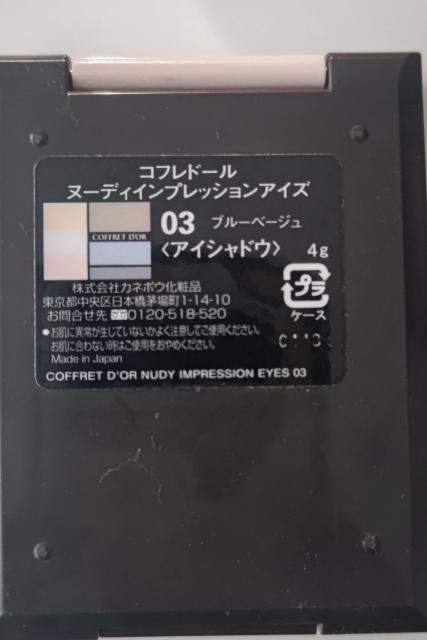 コフレドール
ヌーディインプレッションアイズ
COFFRET D'OR
03 ブルーベージュ
〈アイシャドウ〉 4g
プラ
ケース
株式会社カネボウ化粧品
東京都中央区日本橋茅場町1-14-10
お問合せ先 0120-518-520
●お肌に異常が生じていないかよく注意してご使用ください。
お肌に合わない時はご使用をおやめください。
Made in Japan
COFFRET D'OR NUDY IMPRESSION EYES 03